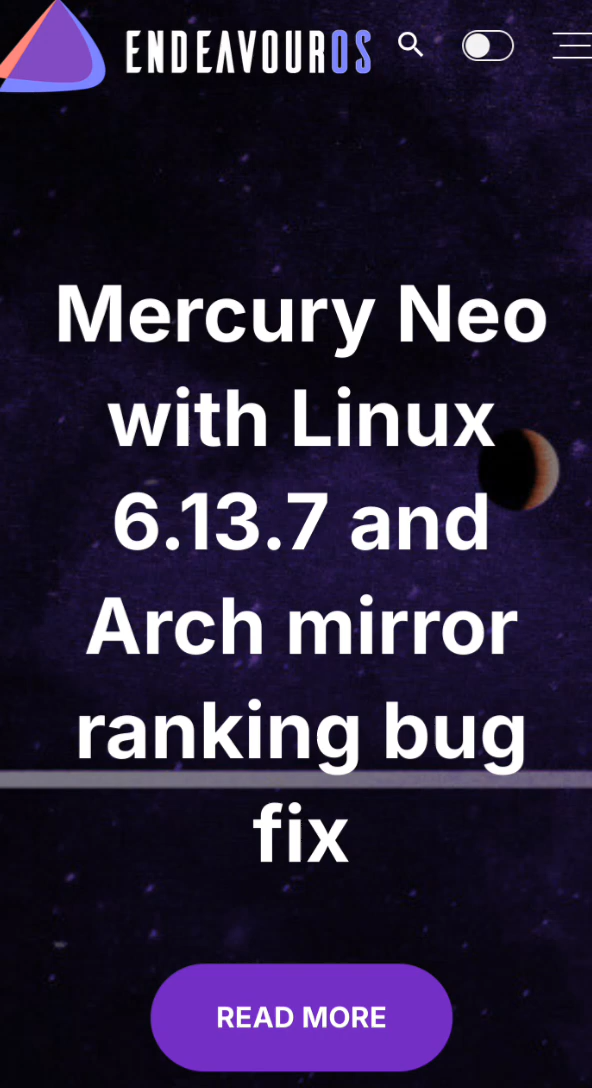 ENDEAVOUROS
Mercury Neo
with Linux
6.13.7 and
Arch mirror
ranking bug
fix
READ MORE